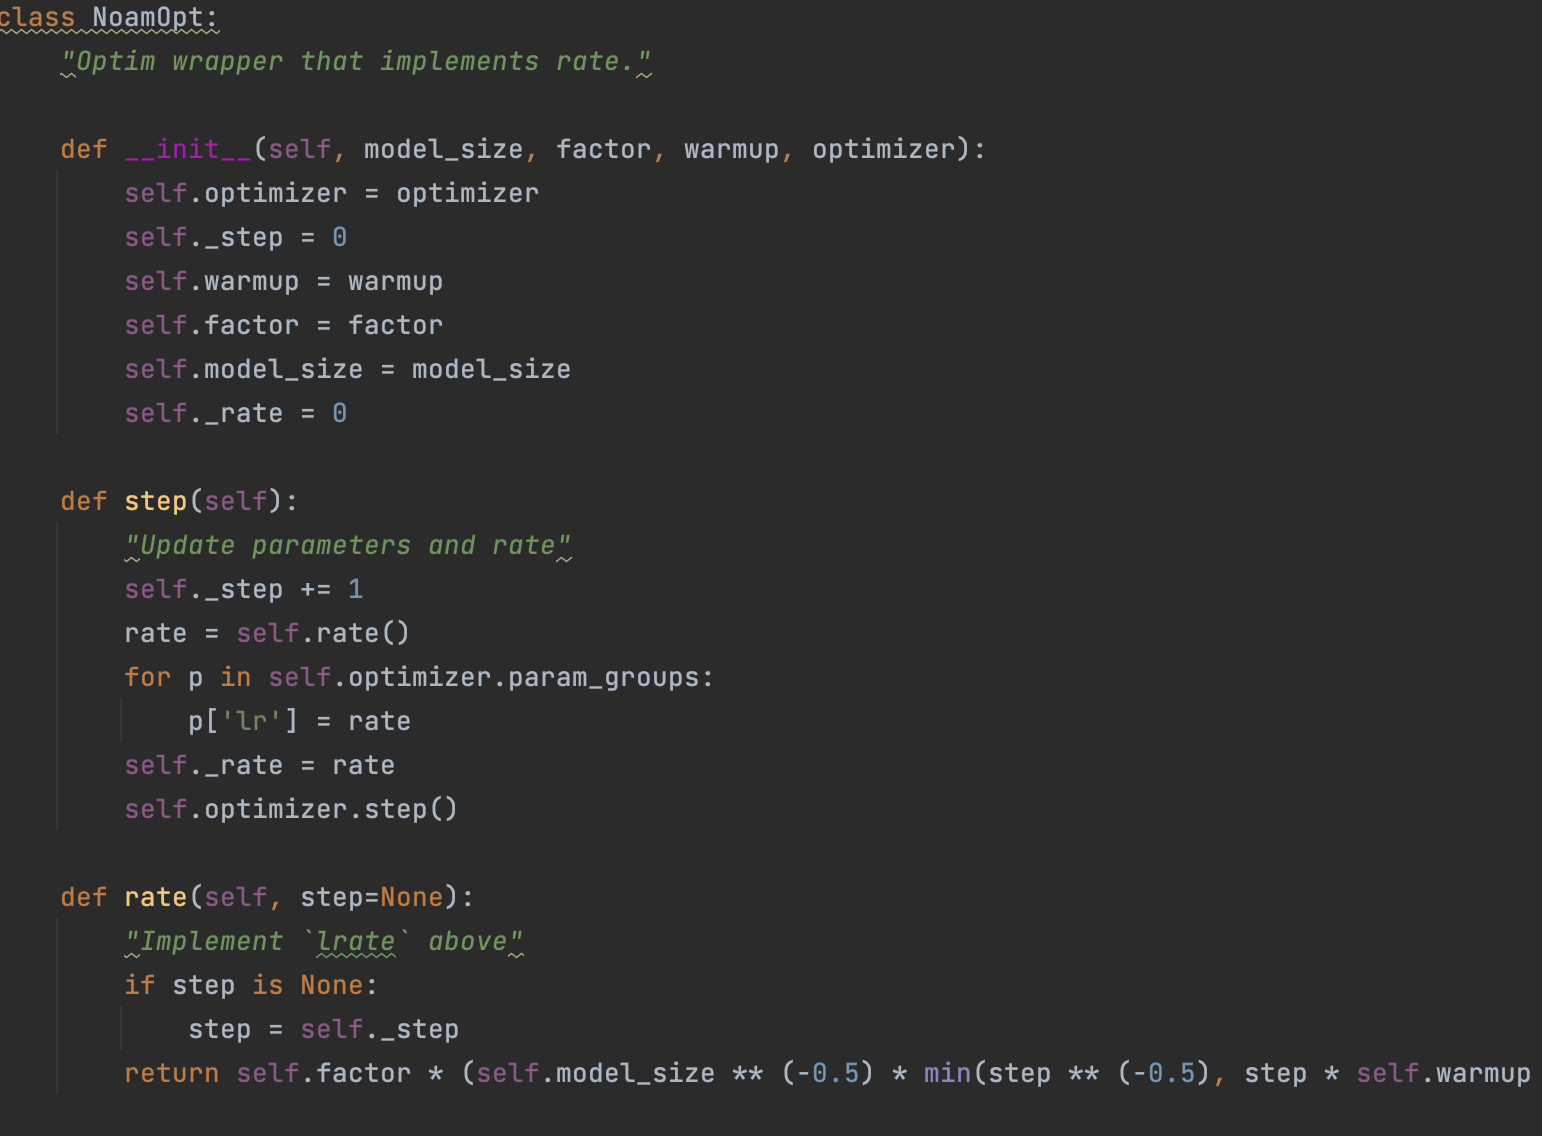 class NoamOpt:
    "Optim wrapper that implements rate."

    def __init__(self, model_size, factor, warmup, optimizer):
        self.optimizer = optimizer
        self._step = 0
        self.warmup = warmup
        self.factor = factor
        self.model_size = model_size
        self._rate = 0

    def step(self):
        "Update parameters and rate"
        self._step += 1
        rate = self.rate()
        for p in self.optimizer.param_groups:
            p['lr'] = rate
        self._rate = rate
        self.optimizer.step()

    def rate(self, step=None):
        "Implement `lrate` above"
        if step is None:
            step = self._step
        return self.factor * (self.model_size ** (-0.5) * min(step ** (-0.5), step * self.warmup